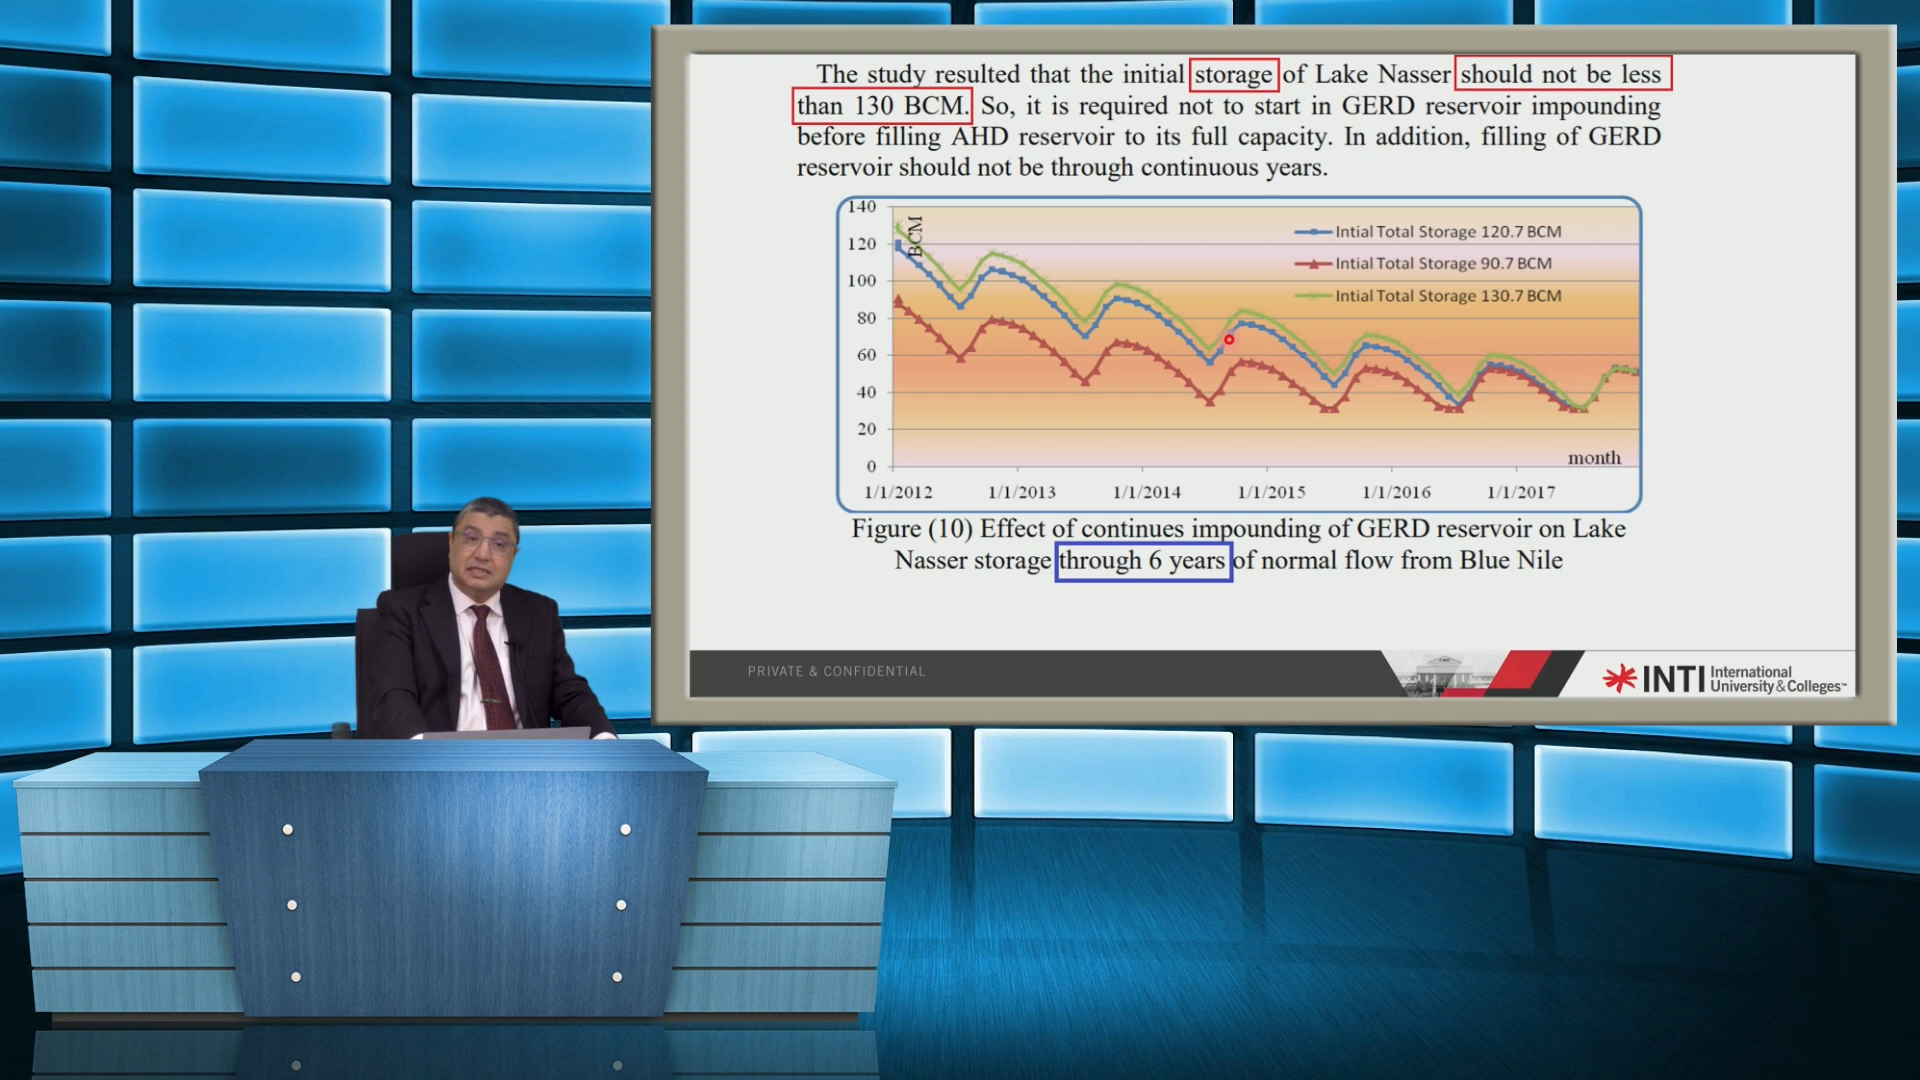 The study resulted that the initial storage of Lake Nasser should not be less
than 130 BCM. So, it is required not to start in GERD reservoir impounding
before filling AHD reservoir to its full capacity. In addition, filling of GERD
reservoir should not be through continuous years.
140
120
100
80
60
40
20
0
BCM
Intial Total Storage 120.7 BCM
Intial Total Storage 90.7 BCM
Intial Total Storage 130.7 BCM
month
1/1/2012 1/1/2013 1/1/2014 1/1/2015 1/1/2016 1/1/2017
Figure (10) Effect of continues impounding of GERD reservoir on Lake
Nasser storage through 6 years of normal flow from Blue Nile
PRIVATE & CONFIDENTIAL
INTI International
University & Colleges